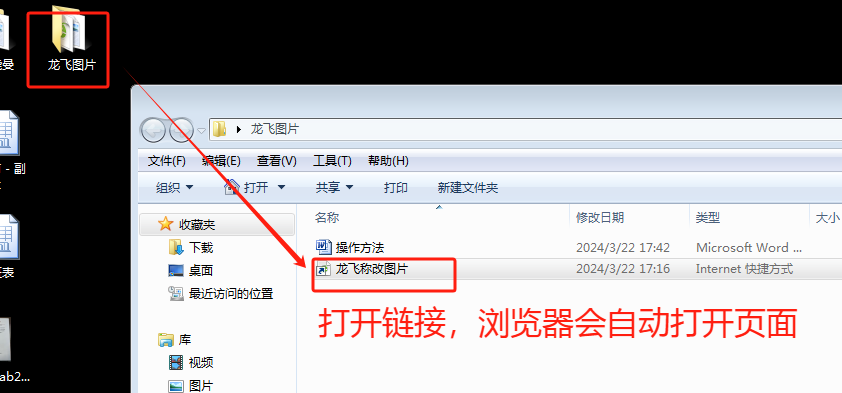 龙飞图片
龙飞图片
文件(F) 编辑(E) 查看(V) 工具(T) 帮助(H)
组织 打开 共享 打印 新建文件夹
名称 修改日期 类型 大小
收藏夹
下载
桌面
最近访问的位置
库
视频
图片
操作方法 2024/3/22 17:42 Microsoft Word ...
龙飞称改图片 2024/3/22 17:16 Internet 快捷方式
打开链接，浏览器会自动打开页面
- 副
表
ab2...